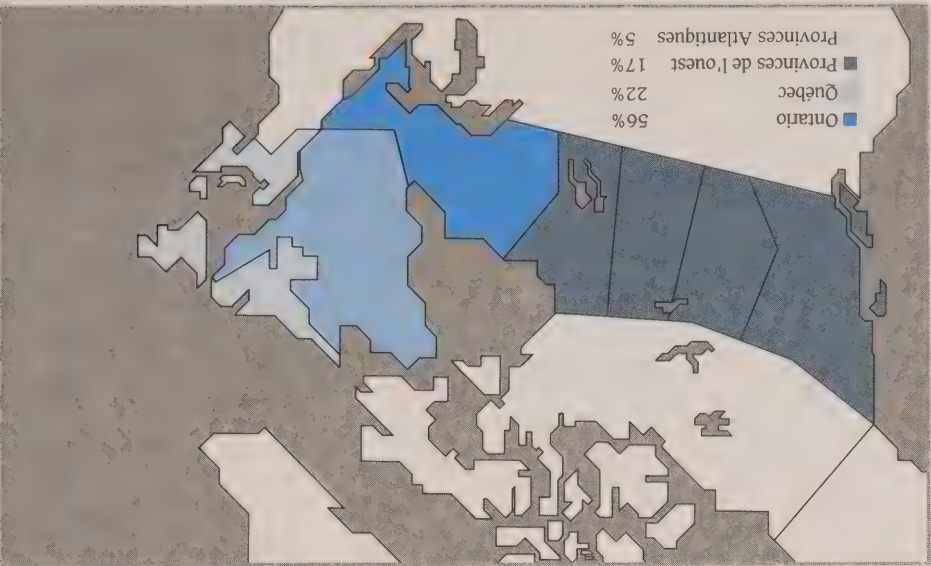 Ontario 56%
Québec 22%
Provinces de l'ouest 17%
Provinces Atlantiques 5%